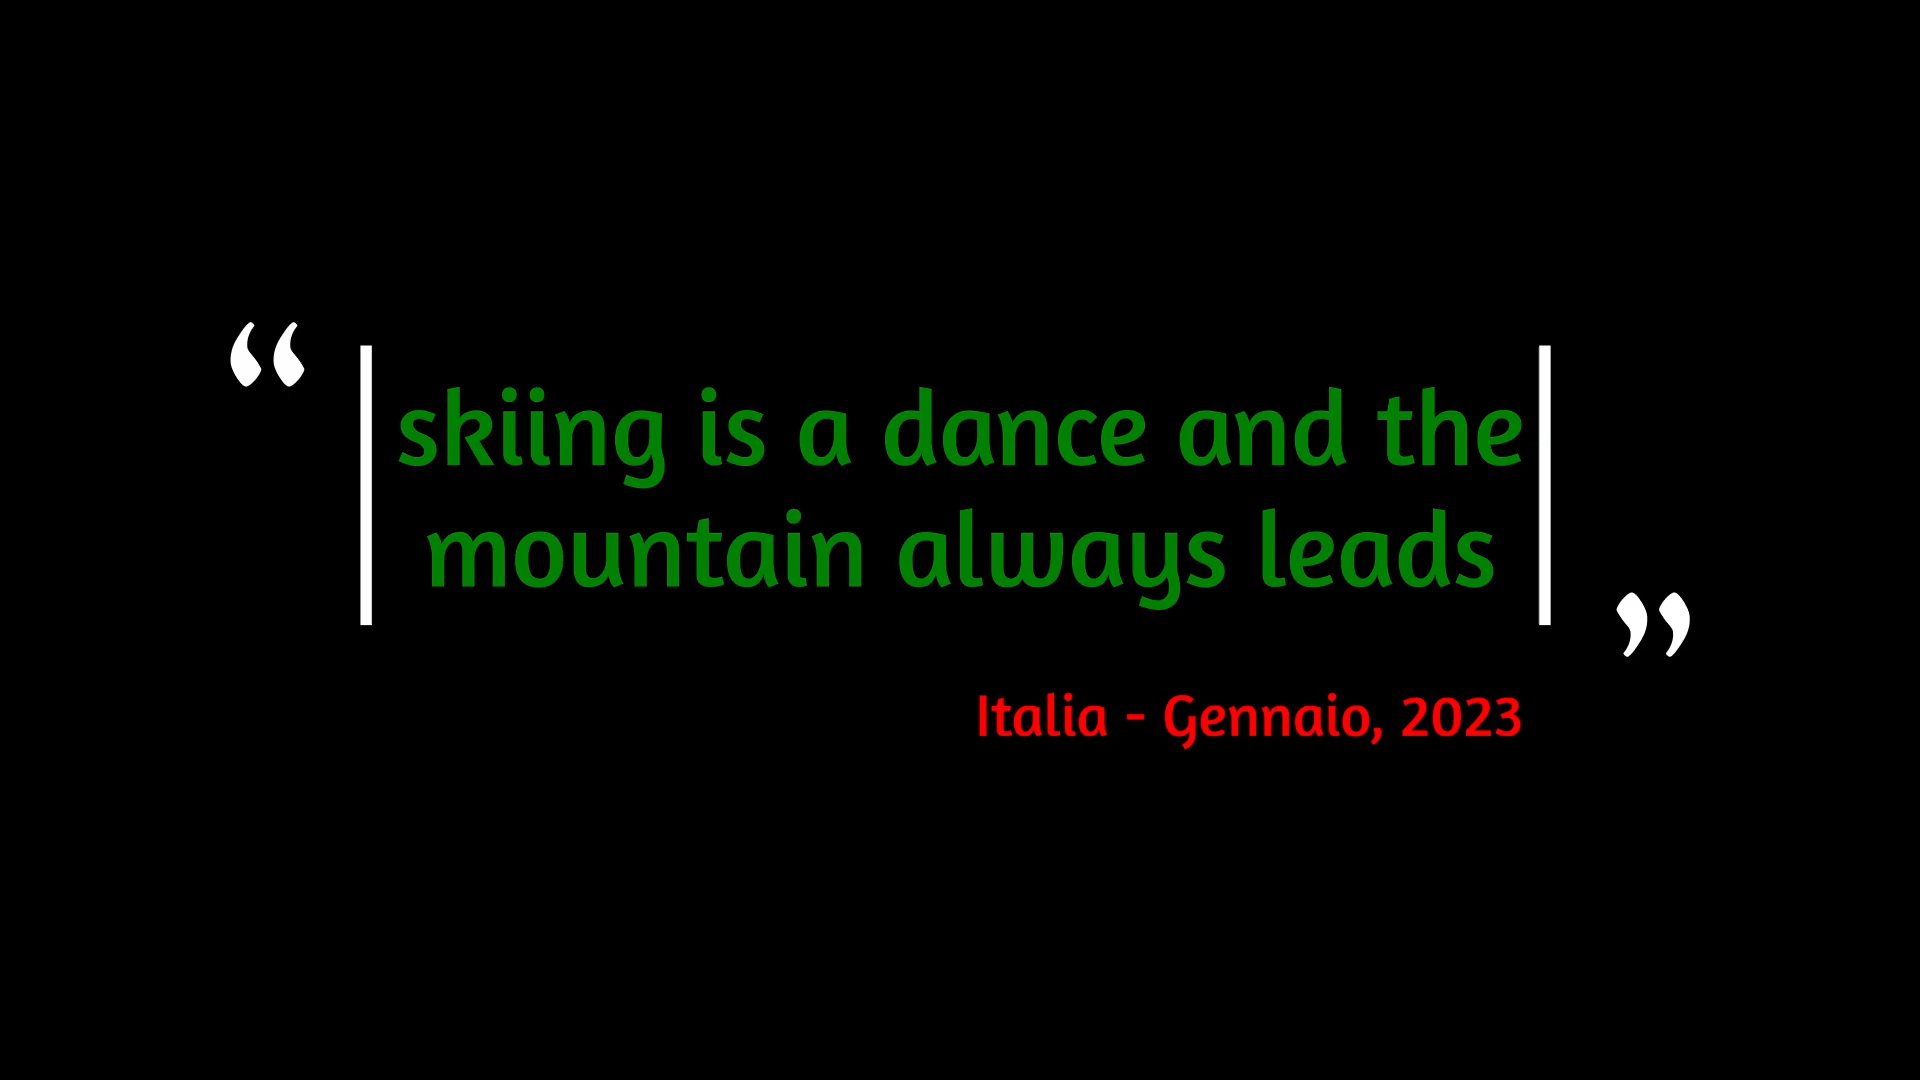 “
skiing is a dance and the
mountain always leads
”
Italia - Gennaio, 2023